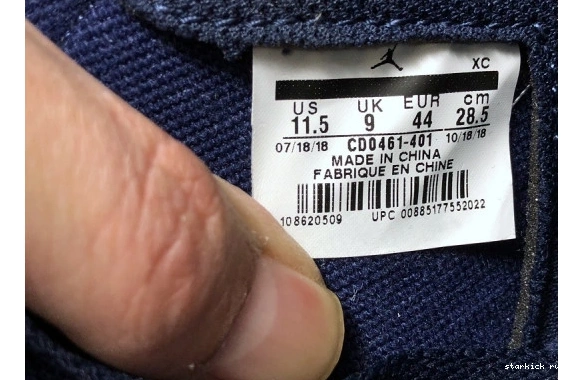 XC
US UK EUR cm
11.5 9 44 28.5
07/18/18 CD0461-401 10/18/18
MADE IN CHINA
FABRIQUE EN CHINE
108620509 UPC 00885177552022
starkick ru